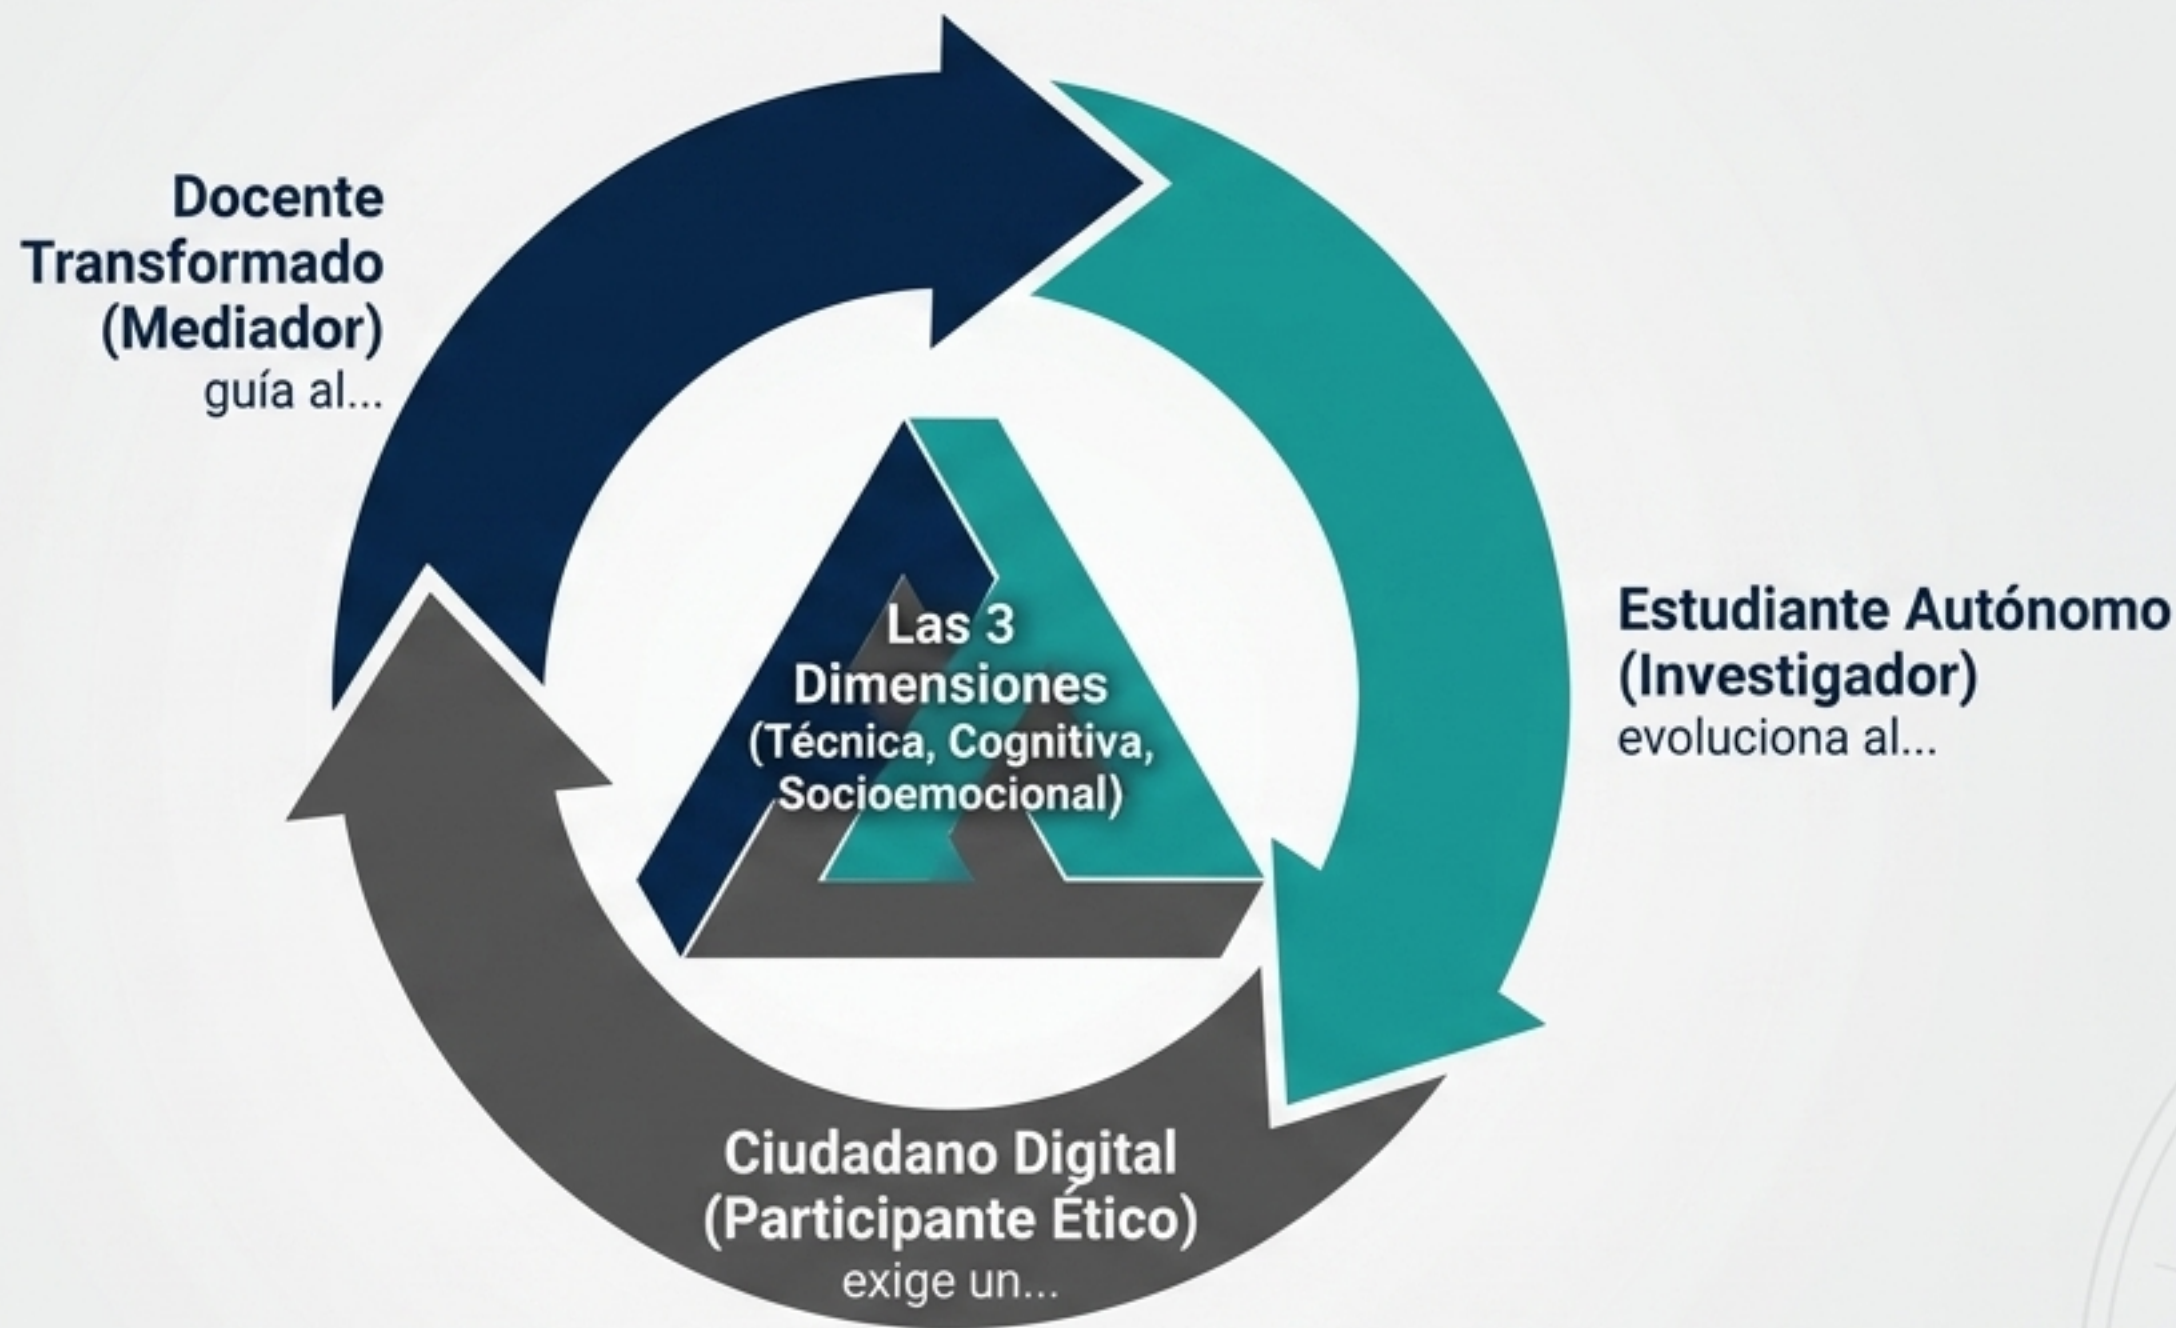 Docente
Transformado
(Mediador)
guía al...
Estudiante Autónomo
(Investigador)
evoluciona al...
Las 3
Dimensiones
(Técnica, Cognitiva,
Socioemocional)
Ciudadano Digital
(Participante Ético)
exige un...